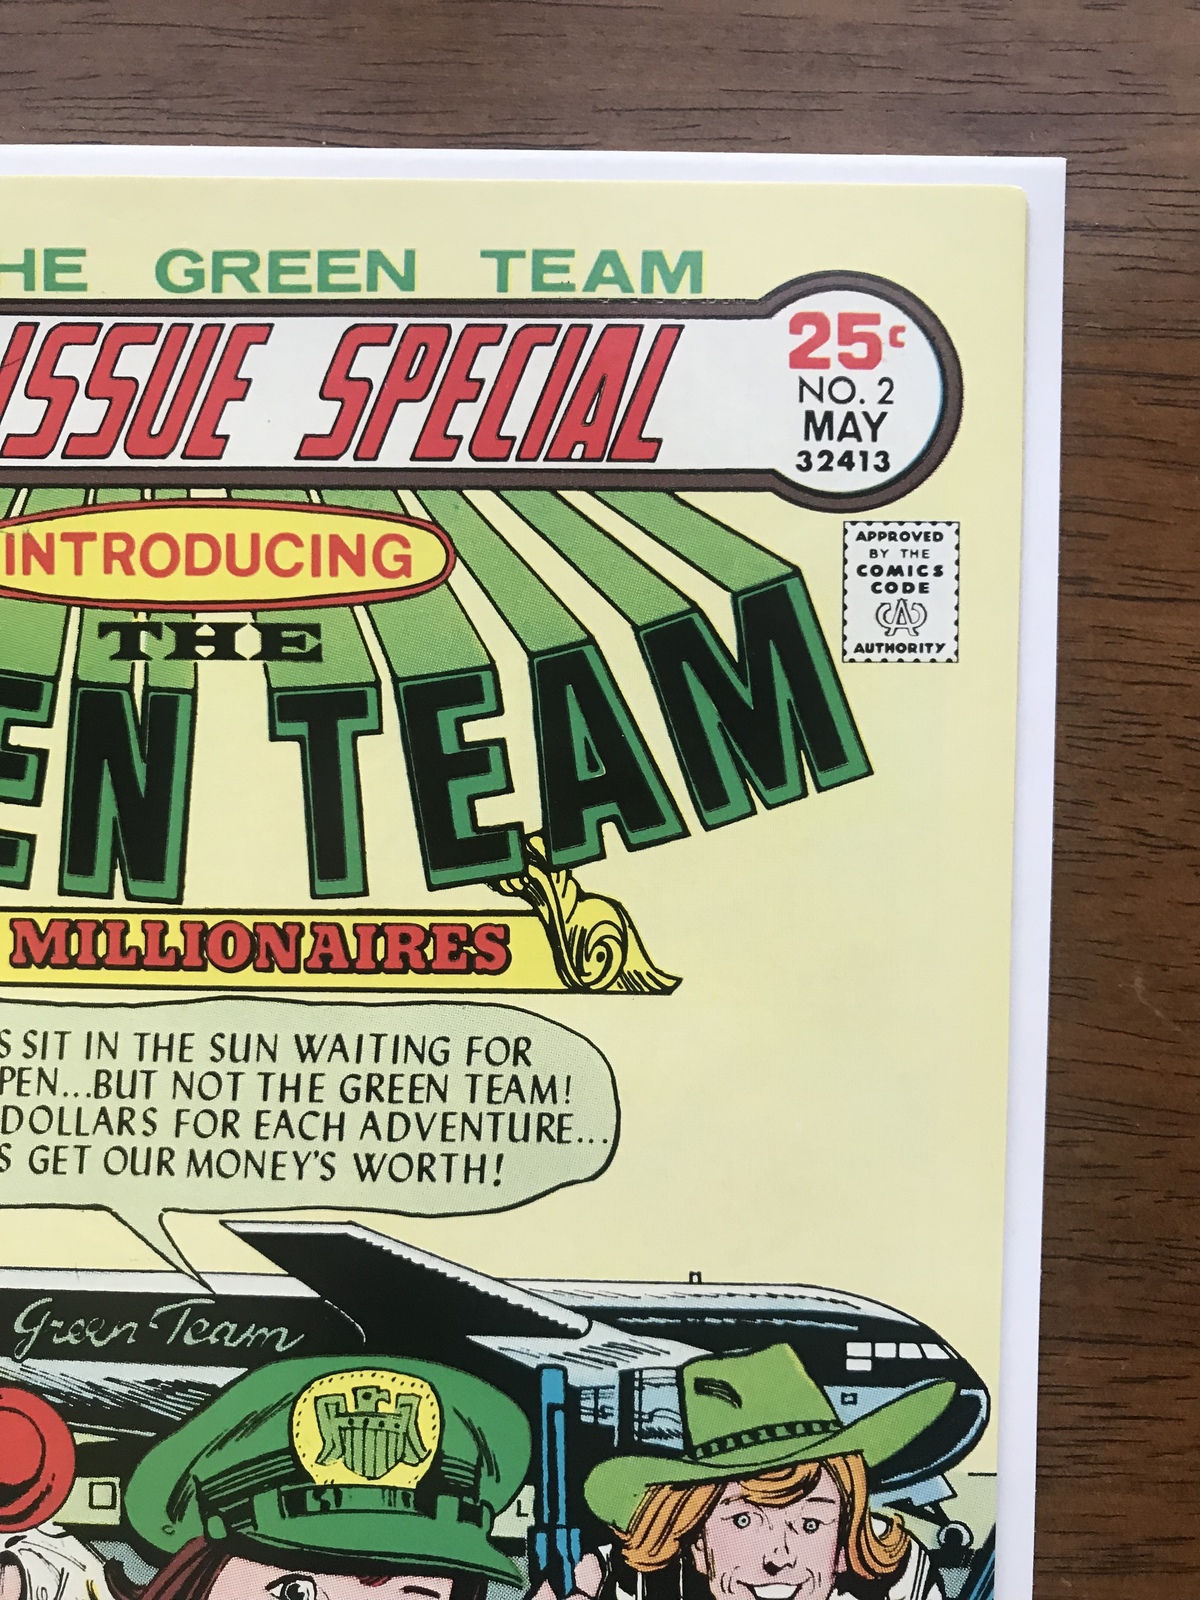 HE GREEN TEAM
ISSUE SPECIAL
25c
NO. 2
MAY
32413
APPROVED
BY THE
COMICS
CODE
AUTHORITY
INTRODUCING
THE
EN TEAM
MILLIONAIRES
S SIT IN THE SUN WAITING FOR
PEN...BUT NOT THE GREEN TEAM!
DOLLARS FOR EACH ADVENTURE...
S GET OUR MONEY'S WORTH!
Green Team